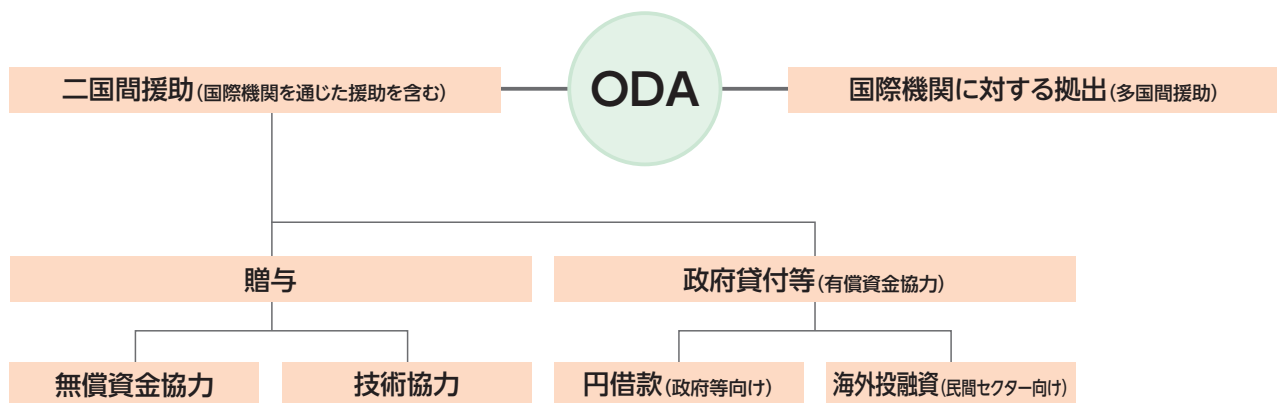 ODA
二国間援助(国際機関を通じた援助を含む)
国際機関に対する拠出(多国間援助)
贈与
政府貸付等(有償資金協力)
無償資金協力
技術協力
円借款(政府等向け)
海外投融資(民間セクター向け)